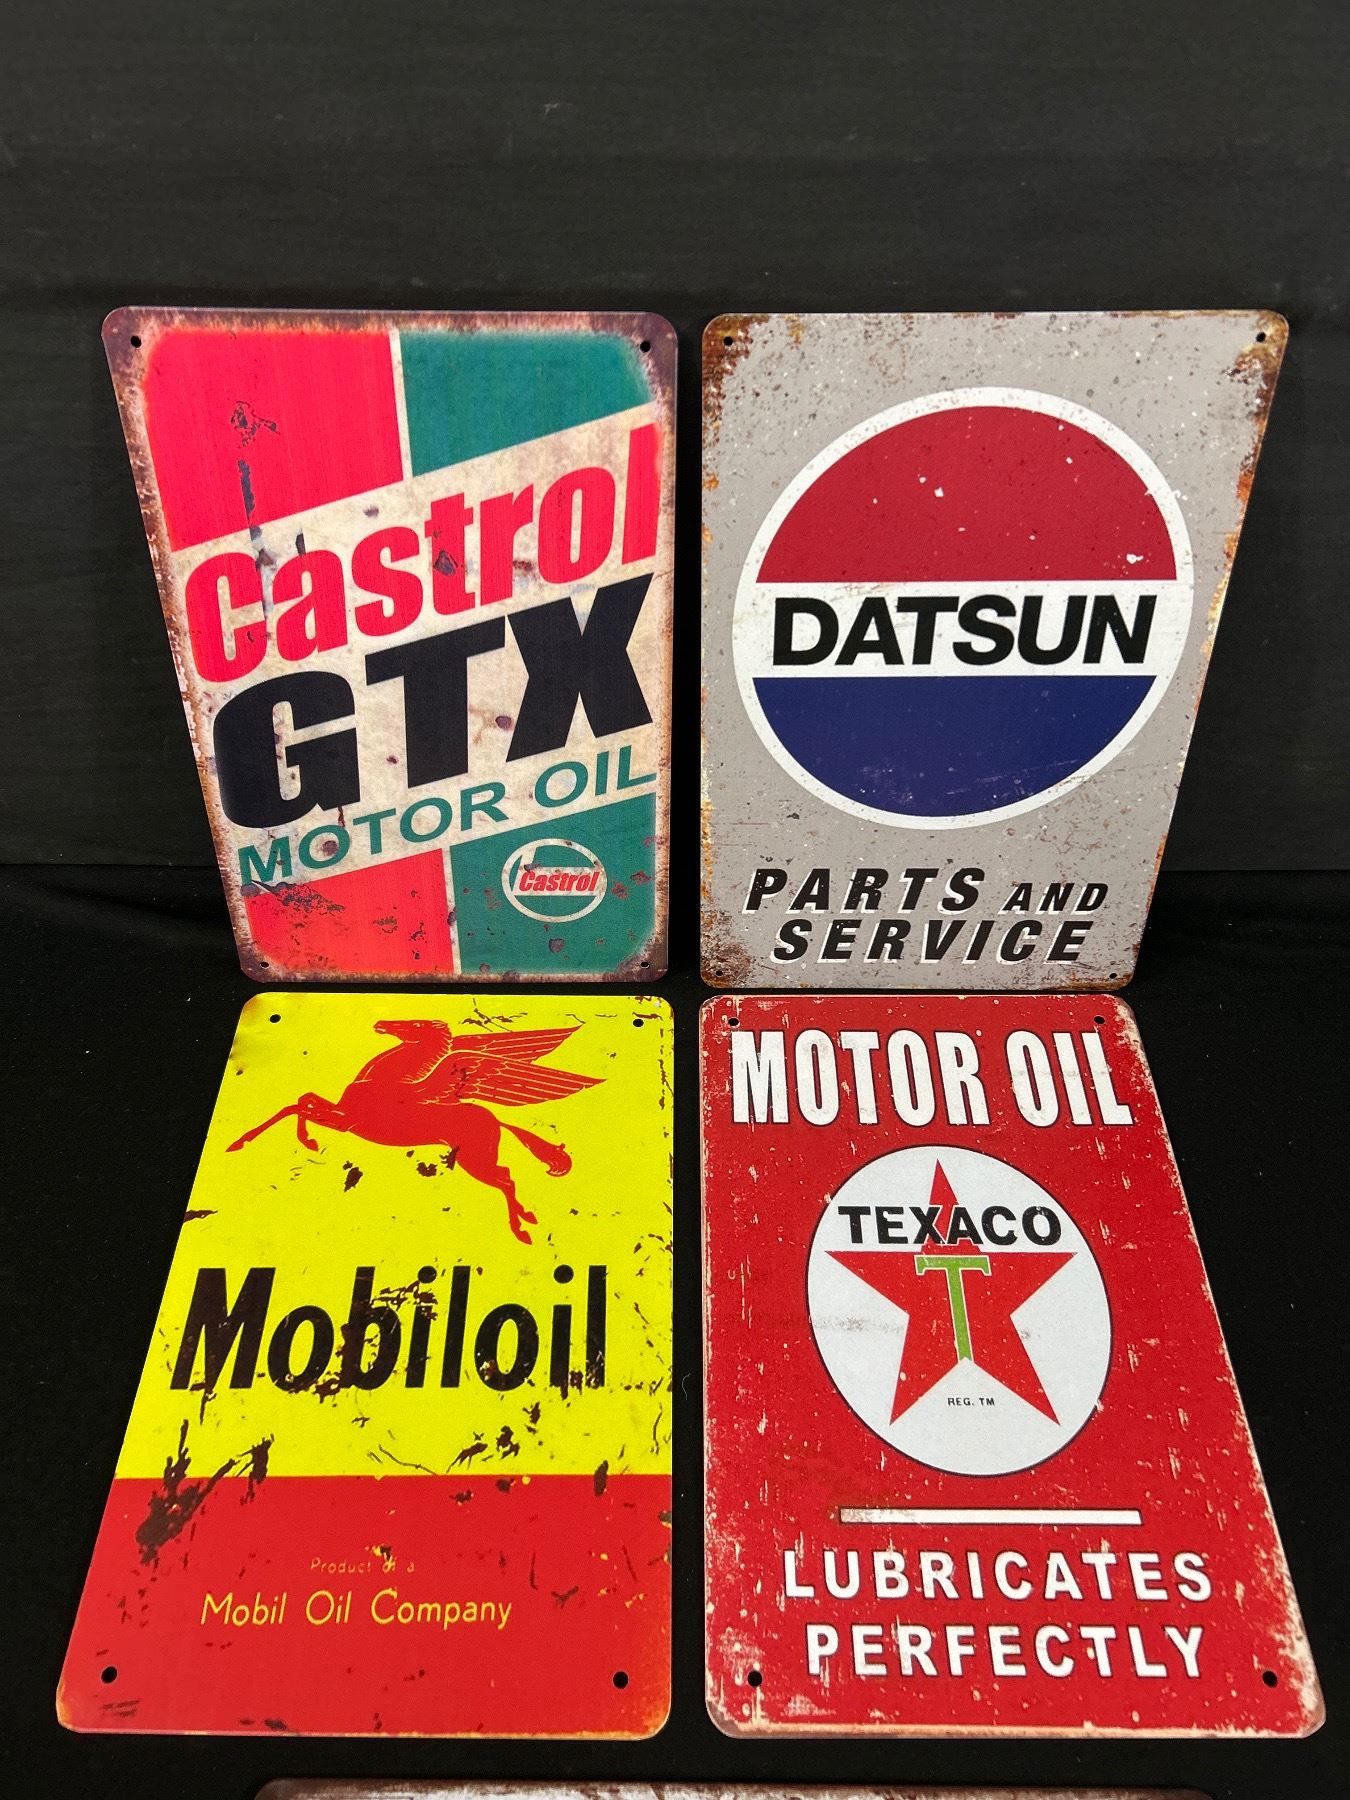 Castrol
GTX
MOTOR OIL
Castrol
DATSUN
PARTS AND
SERVICE
Mobiloil
Product of a
Mobil Oil Company
MOTOR OIL
TEXACO
T
REG. TM
LUBRICATES
PERFECTLY